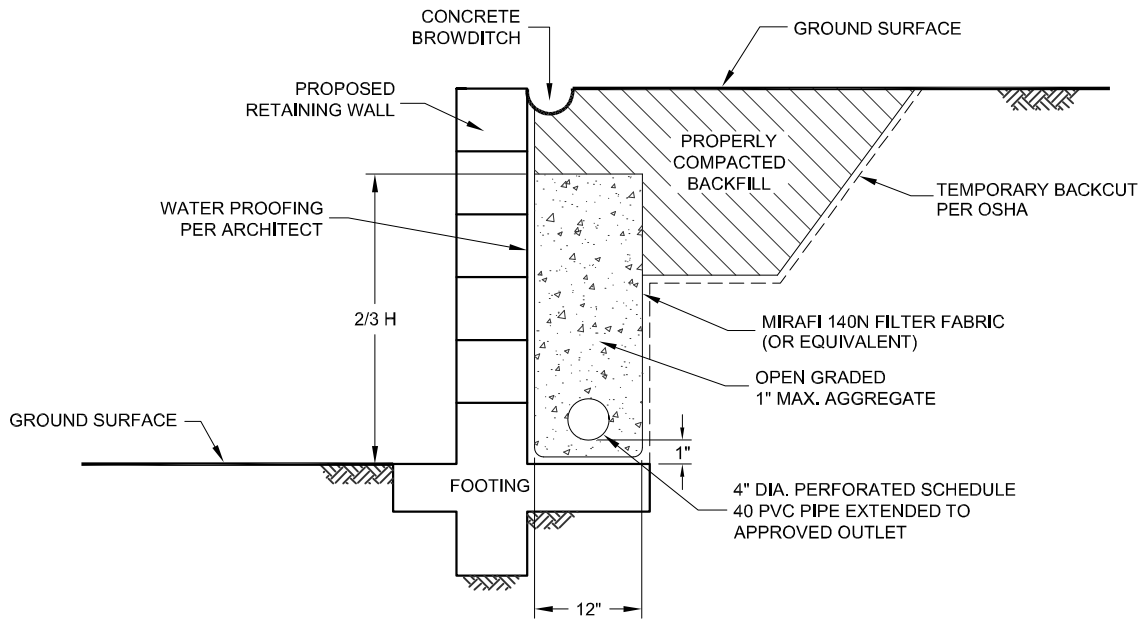 CONCRETE
BROWDITCH
GROUND SURFACE
PROPOSED
RETAINING WALL
PROPERLY
COMPACTED
BACKFILL
TEMPORARY BACKCUT
PER OSHA
WATER PROOFING
PER ARCHITECT
2/3 H
MIRAFI 140N FILTER FABRIC
(OR EQUIVALENT)
OPEN GRADED
1" MAX. AGGREGATE
GROUND SURFACE
1"
FOOTING
4" DIA. PERFORATED SCHEDULE
40 PVC PIPE EXTENDED TO
APPROVED OUTLET
12"